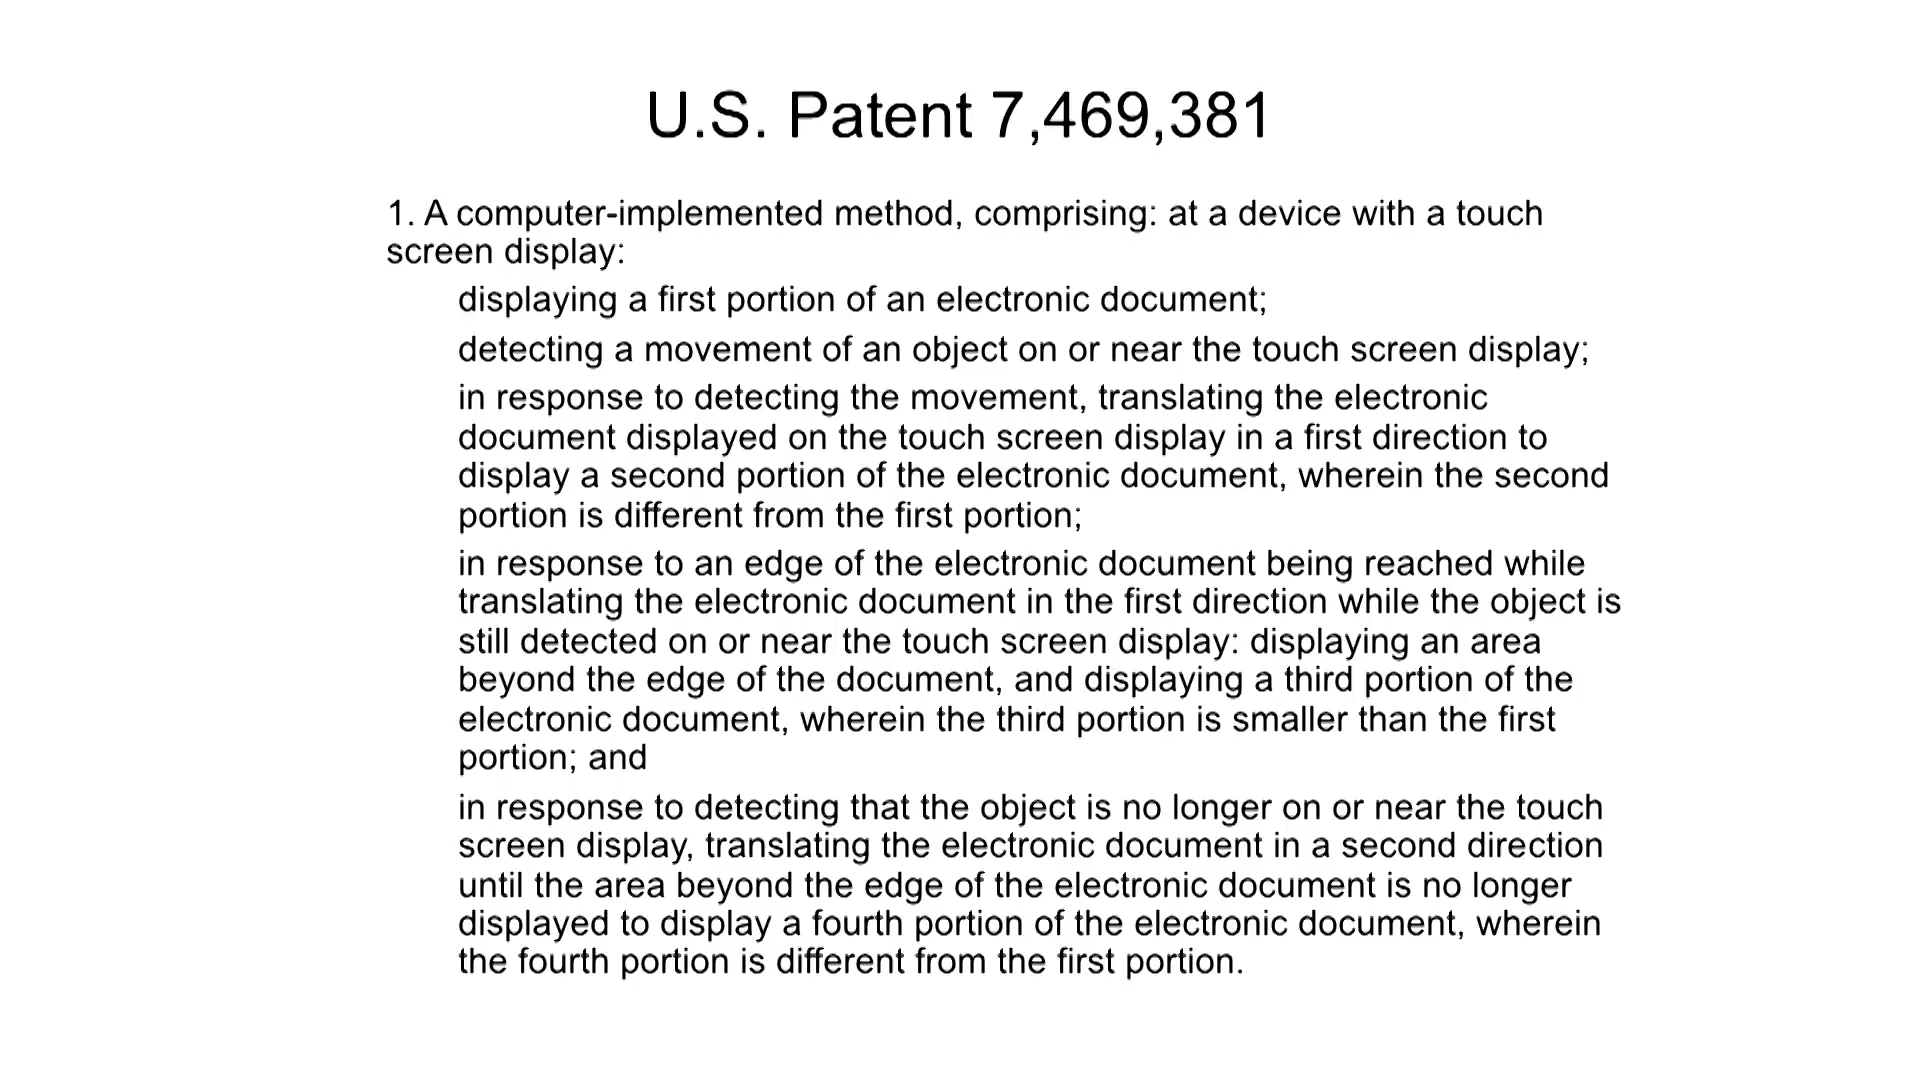 U.S. Patent 7,469,381
1. A computer-implemented method, comprising: at a device with a touch
screen display:
displaying a first portion of an electronic document;
detecting a movement of an object on or near the touch screen display;
in response to detecting the movement, translating the electronic
document displayed on the touch screen display in a first direction to
display a second portion of the electronic document, wherein the second
portion is different from the first portion;
in response to an edge of the electronic document being reached while
translating the electronic document in the first direction while the object is
still detected on or near the touch screen display: displaying an area
beyond the edge of the document, and displaying a third portion of the
electronic document, wherein the third portion is smaller than the first
portion; and
in response to detecting that the object is no longer on or near the touch
screen display, translating the electronic document in a second direction
until the area beyond the edge of the electronic document is no longer
displayed to display a fourth portion of the electronic document, wherein
the fourth portion is different from the first portion.